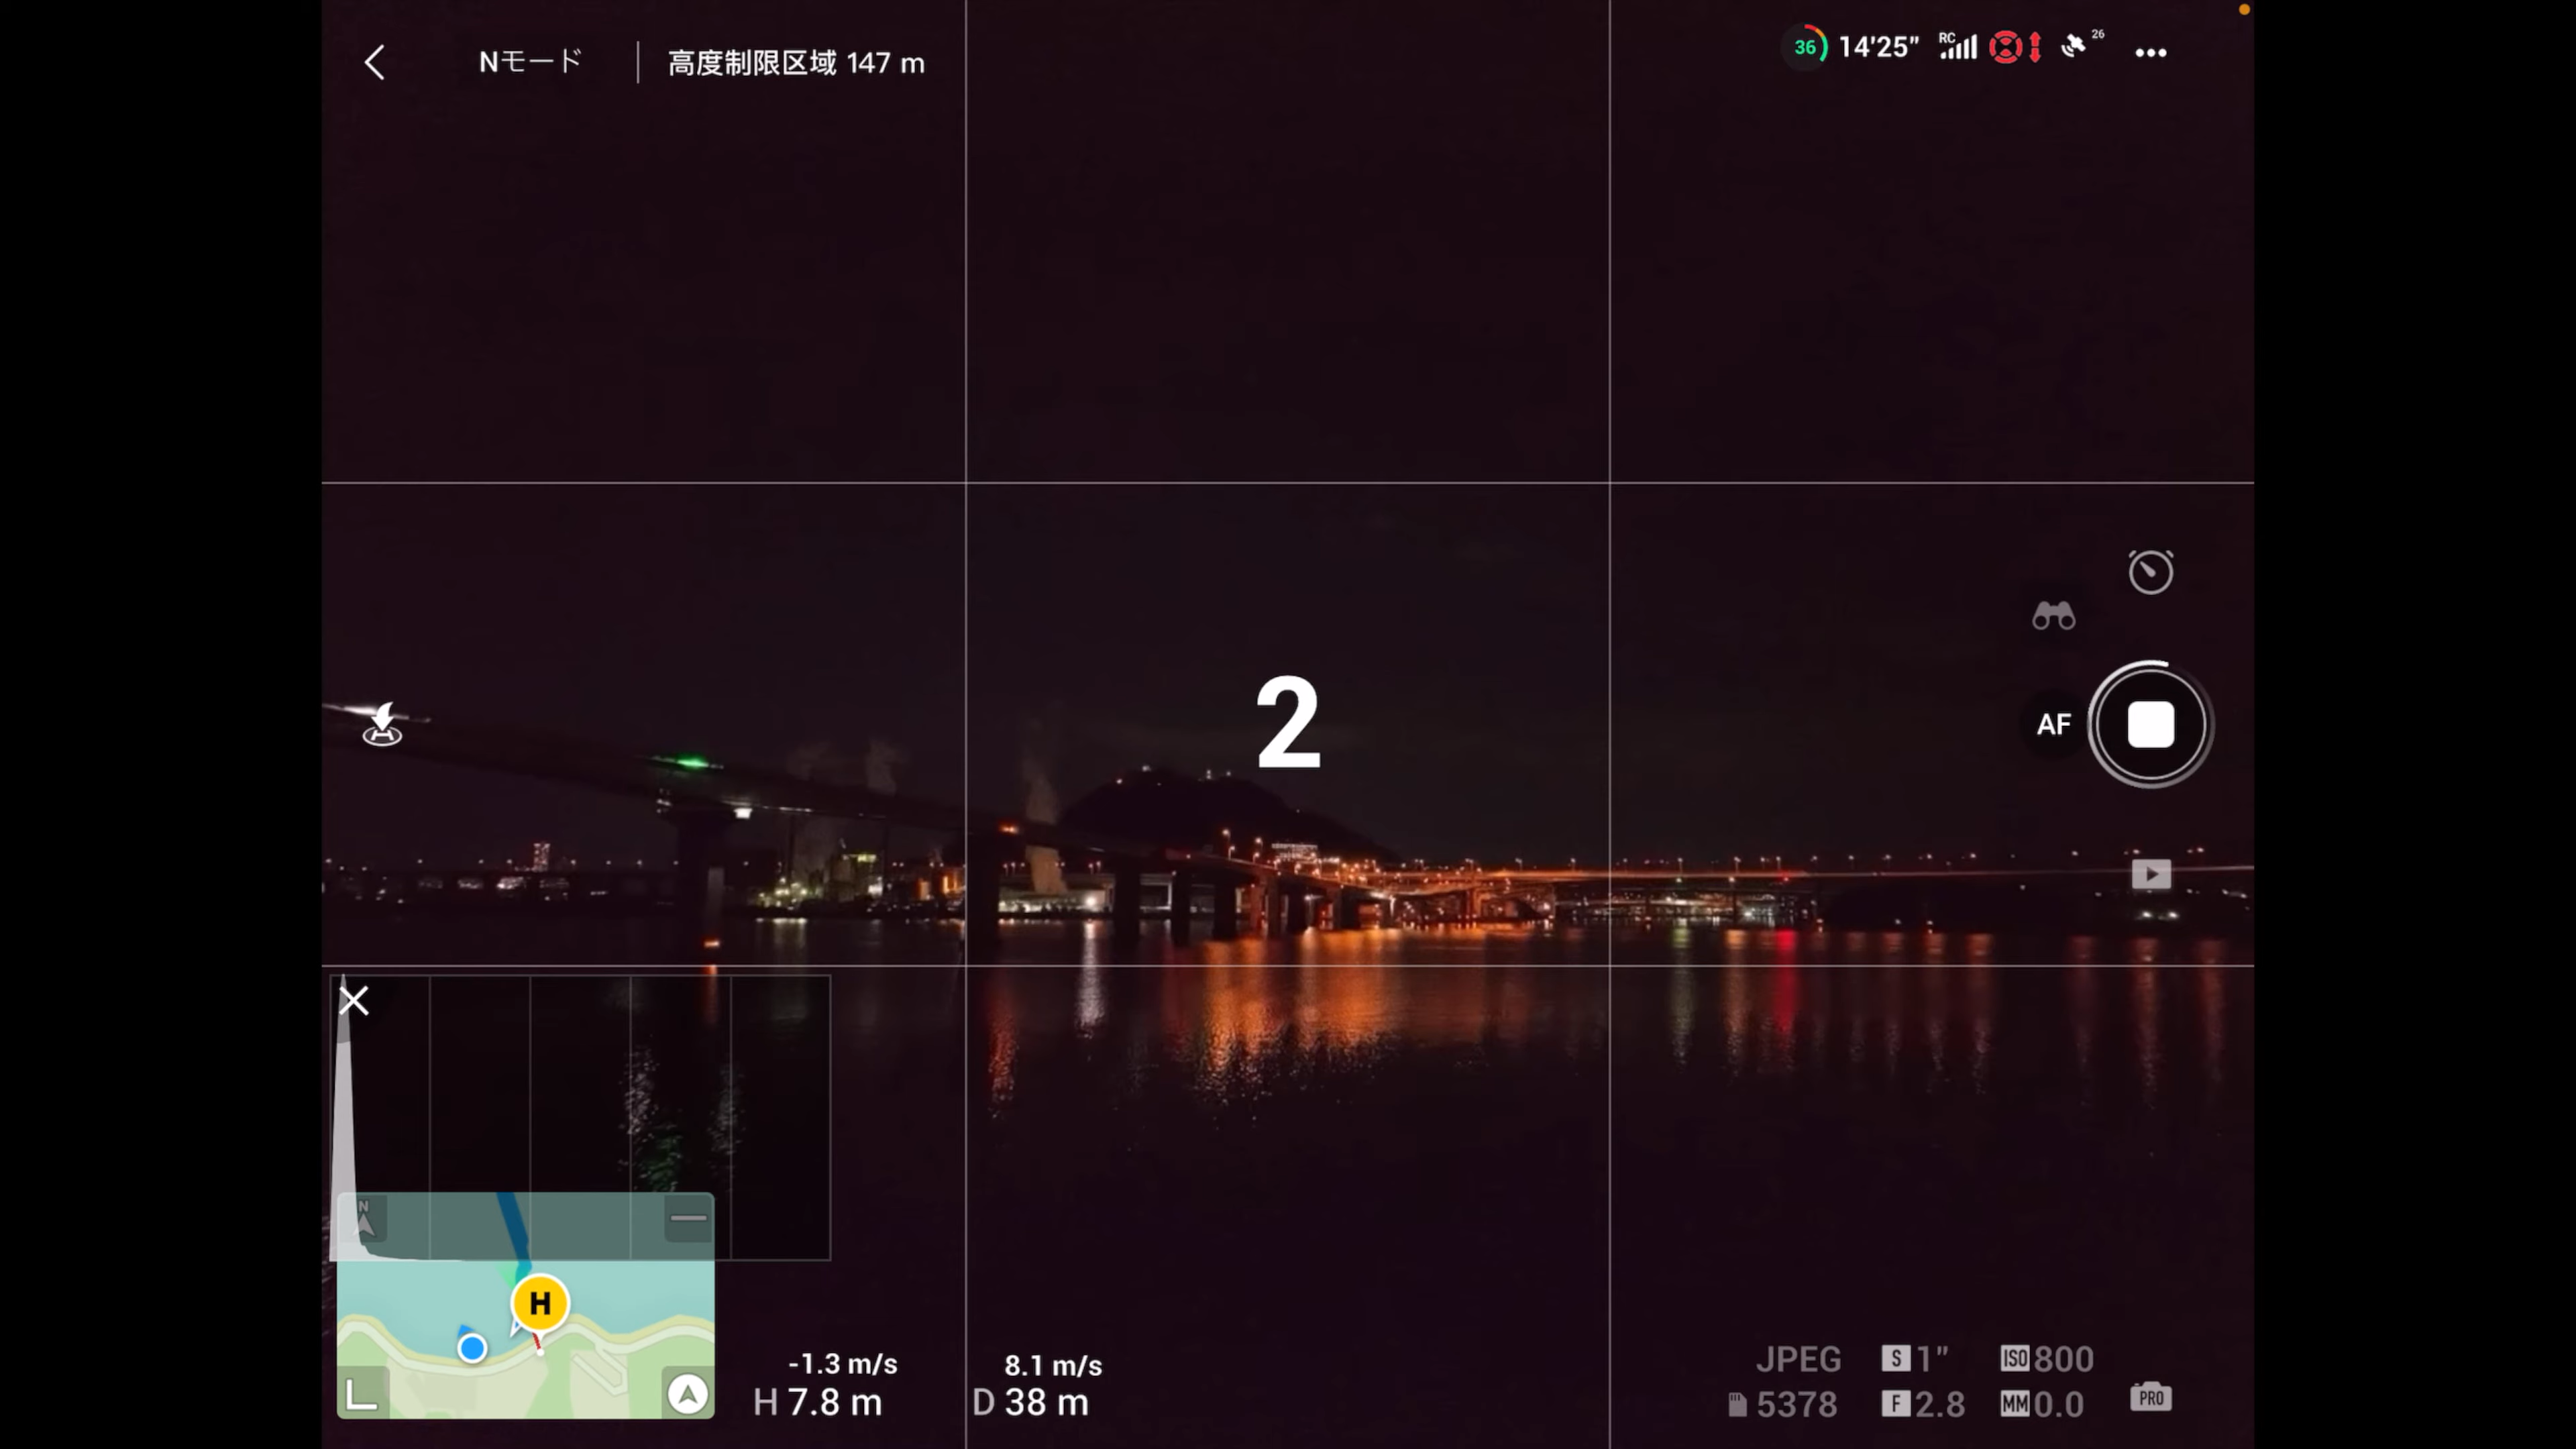 Nモード
高度制限区域 147 m
36 14'25" RC 26
2
AF
N
H
-1.3 m/s 8.1 m/s
H 7.8 m D 38 m
JPEG S 1" ISO 800
5378 F 2.8 MM 0.0
PRO